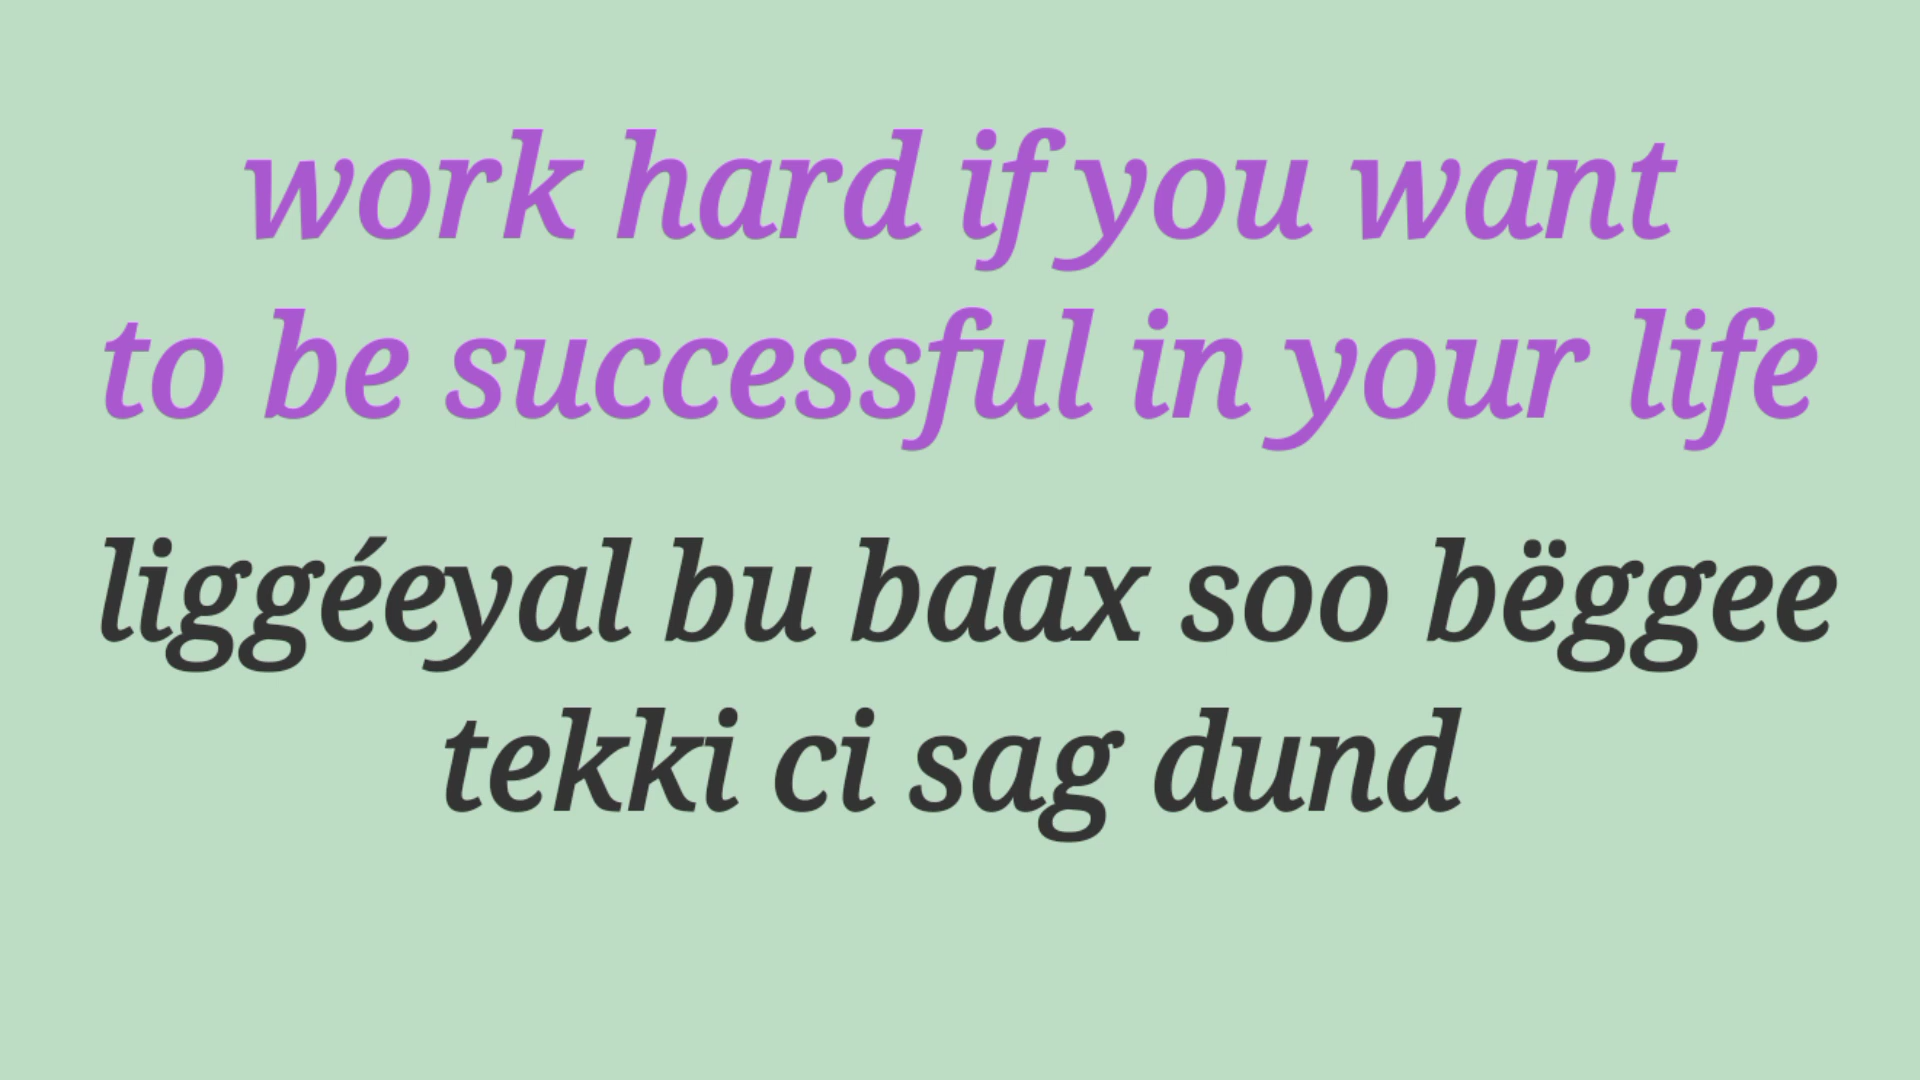 work hard if you want
to be successful in your life
liggéeyal bu baax soo bëggee
tekki ci sag dund